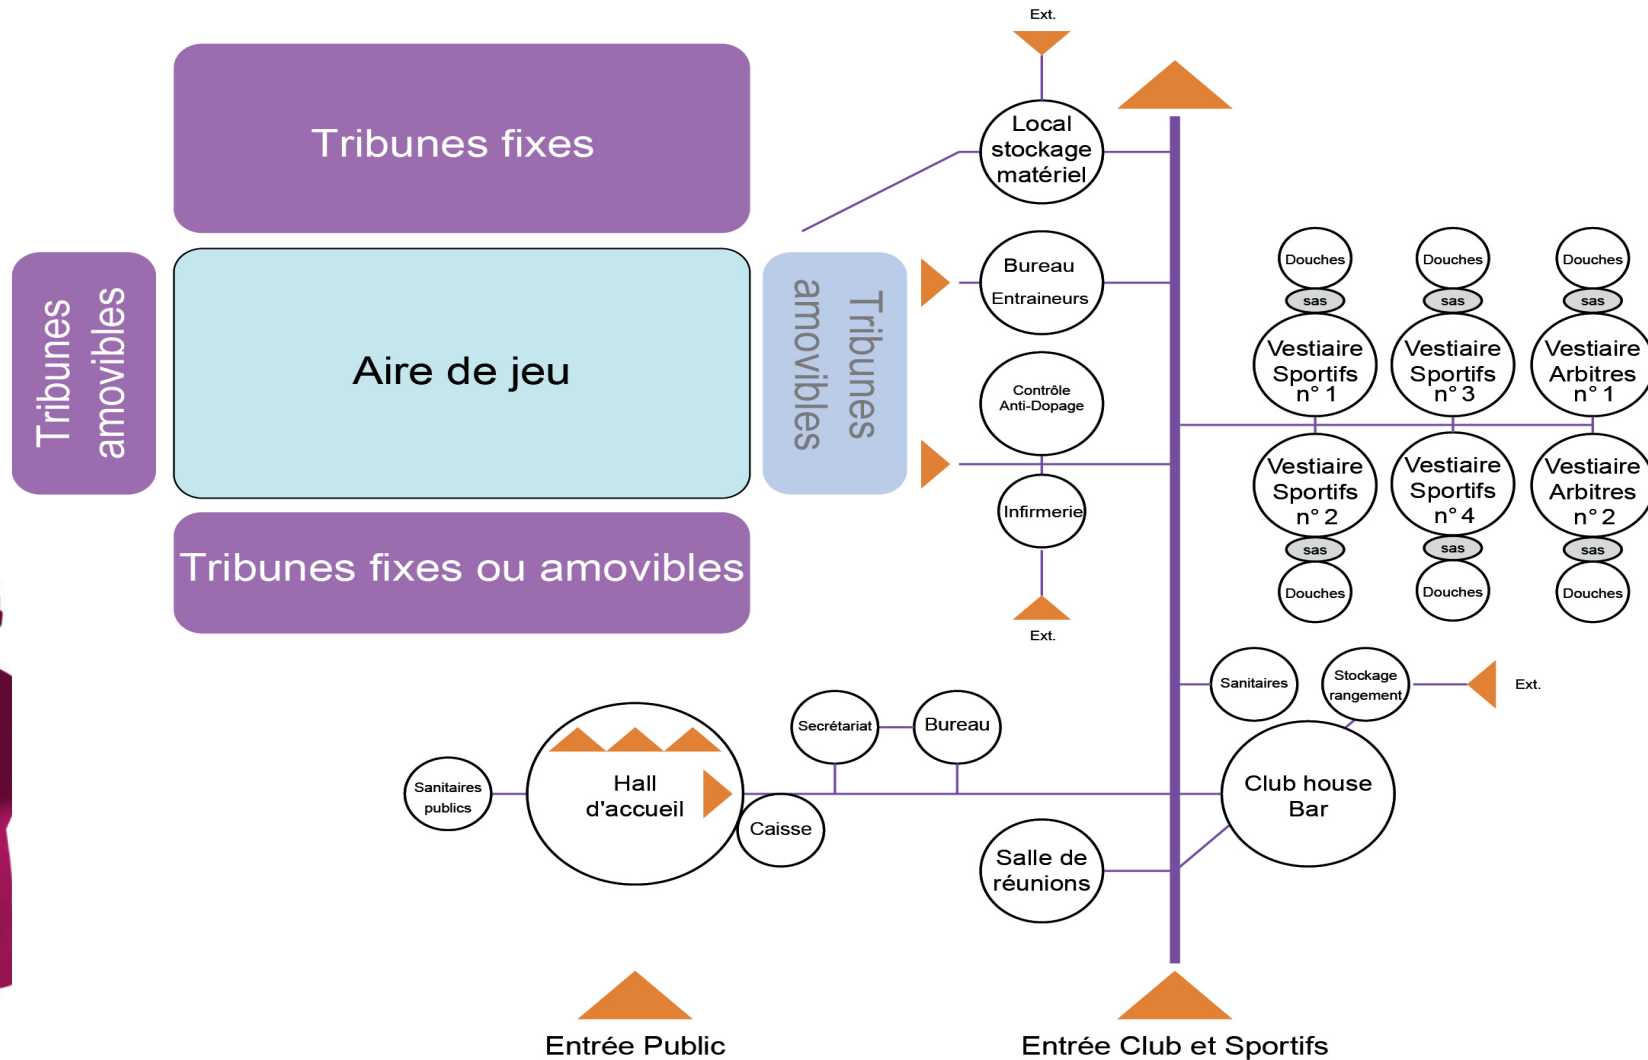 Ext.
Tribunes fixes
Local
stockage
matériel
Tribunes
amovibles
Aire de jeu
Tribunes
amovibles
Bureau
Entraineurs
Contrôle
Anti-Dopage
Infirmerie
Ext.
Tribunes fixes ou amovibles
Douches
sas
Vestiaire
Sportifs
n° 1
Douches
sas
Vestiaire
Sportifs
n° 3
Douches
sas
Vestiaire
Arbitres
n° 1
Vestiaire
Sportifs
n° 2
sas
Douches
Vestiaire
Sportifs
n° 4
sas
Douches
Vestiaire
Arbitres
n° 2
sas
Douches
Sanitaires
Stockage
rangement
Ext.
Secrétariat
Bureau
Sanitaires
publics
Hall
d'accueil
Caisse
Club house
Bar
Salle de
réunions
Entrée Public
Entrée Club et Sportifs